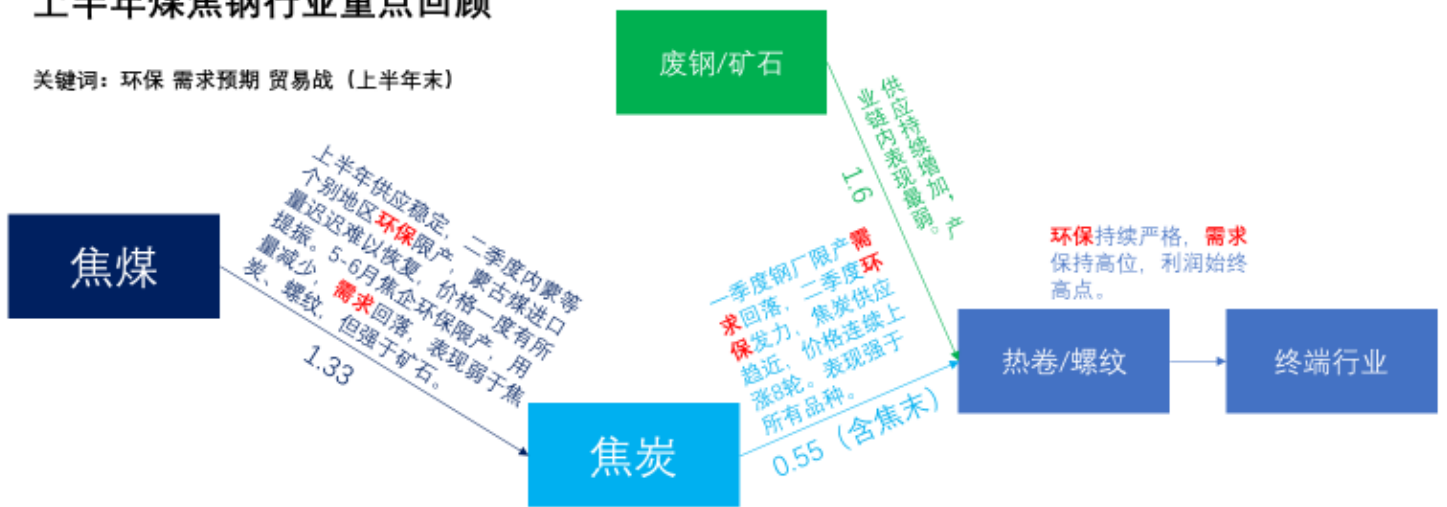 上半年煤焦钢行业重点回顾
关键词：环保 需求预期 贸易战（上半年末）
废钢/矿石
供应持续增加，产
业链内表现最弱。
1.6
焦煤
上半年供应稳定，二季度内蒙等
个别地区环保限产，蒙古煤进口
量迟迟难以恢复，价格一度有所
提振。5-6月焦企环保限产，用
量减少，需求回落，表现弱于焦
炭、螺纹，但强于矿石。
1.33
焦炭
一季度钢厂限产需
求回落，二季度环
保发力，焦炭供应
趋近，价格连续上
涨8轮。表现强于
所有品种。
0.55（含焦末）
环保持续严格，需求
保持高位，利润始终
高点。
热卷/螺纹
终端行业